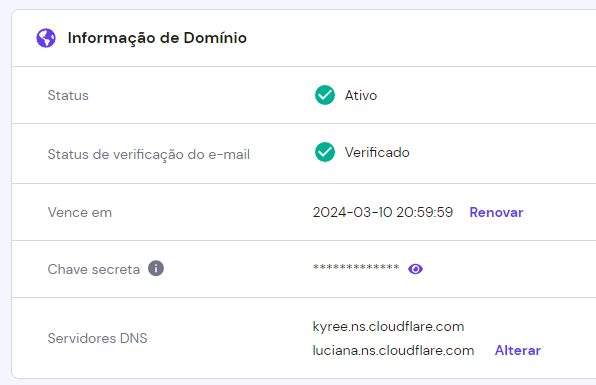 Informação de Domínio
Status Ativo
Status de verificação do e-mail Verificado
Vence em 2024-03-10 20:59:59 Renovar
Chave secreta *************
Servidores DNS kyree.ns.cloudflare.com
luciana.ns.cloudflare.com Alterar